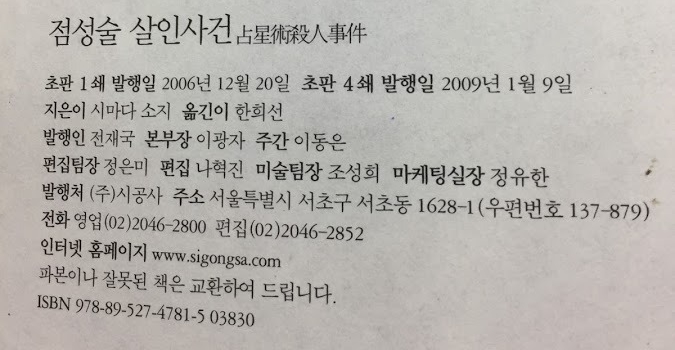 점성술 살인사건 占星術殺人事件
초판 1쇄 발행일 2006년 12월 20일 초판 4쇄 발행일 2009년 1월 9일
지은이 시마다 소지 옮긴이 한희선
발행인 전재국 본부장 이광자 주간 이동은
편집팀장 정은미 편집 나혁진 미술팀장 조성희 마케팅실장 정유한
발행처 (주)시공사 주소 서울특별시 서초구 서초동 1628-1(우편번호 137-879)
전화 영업(02)2046-2800 편집(02)2046-2852
인터넷 홈페이지 www.sigongsa.com
파본이나 잘못된 책은 교환하여 드립니다.
ISBN 978-89-527-4781-5 03830